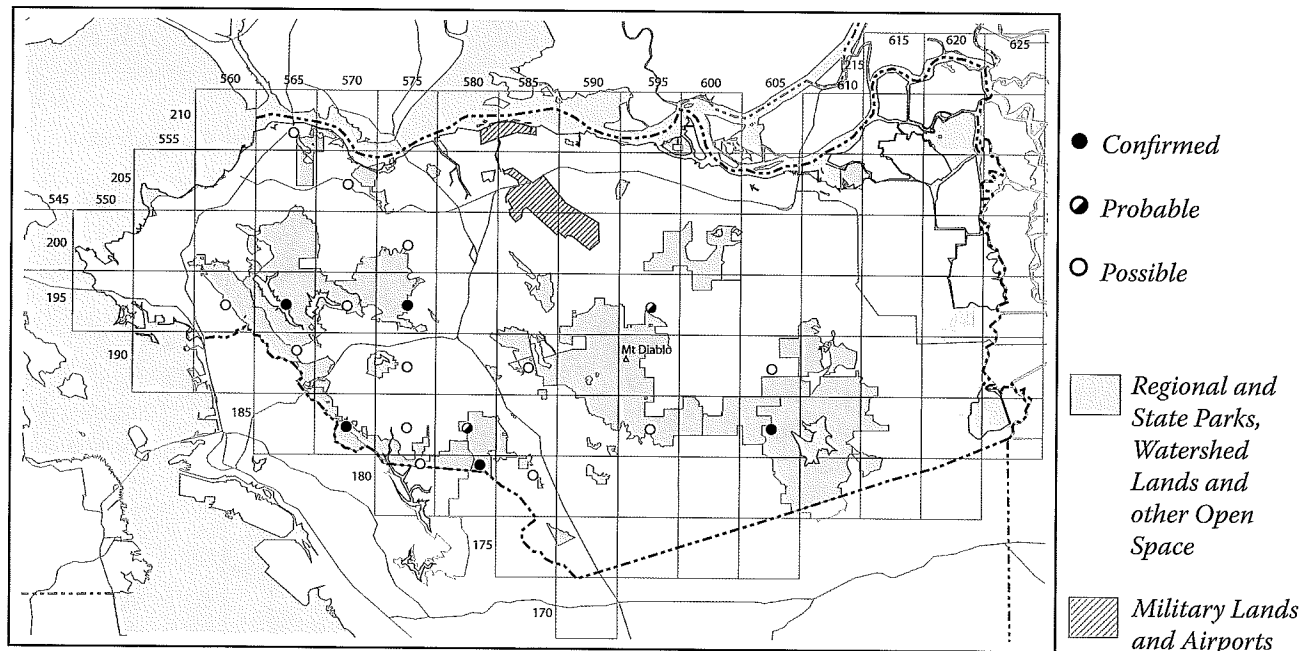 615 620 625
215
560 565 570 575 580 585 590 595 600 605 610
210
555
205
545 550
200
195
190
Mt Diablo
185
180
175
170
Confirmed
Probable
Possible
Regional and
State Parks,
Watershed
Lands and
other Open
Space
Military Lands
and Airports